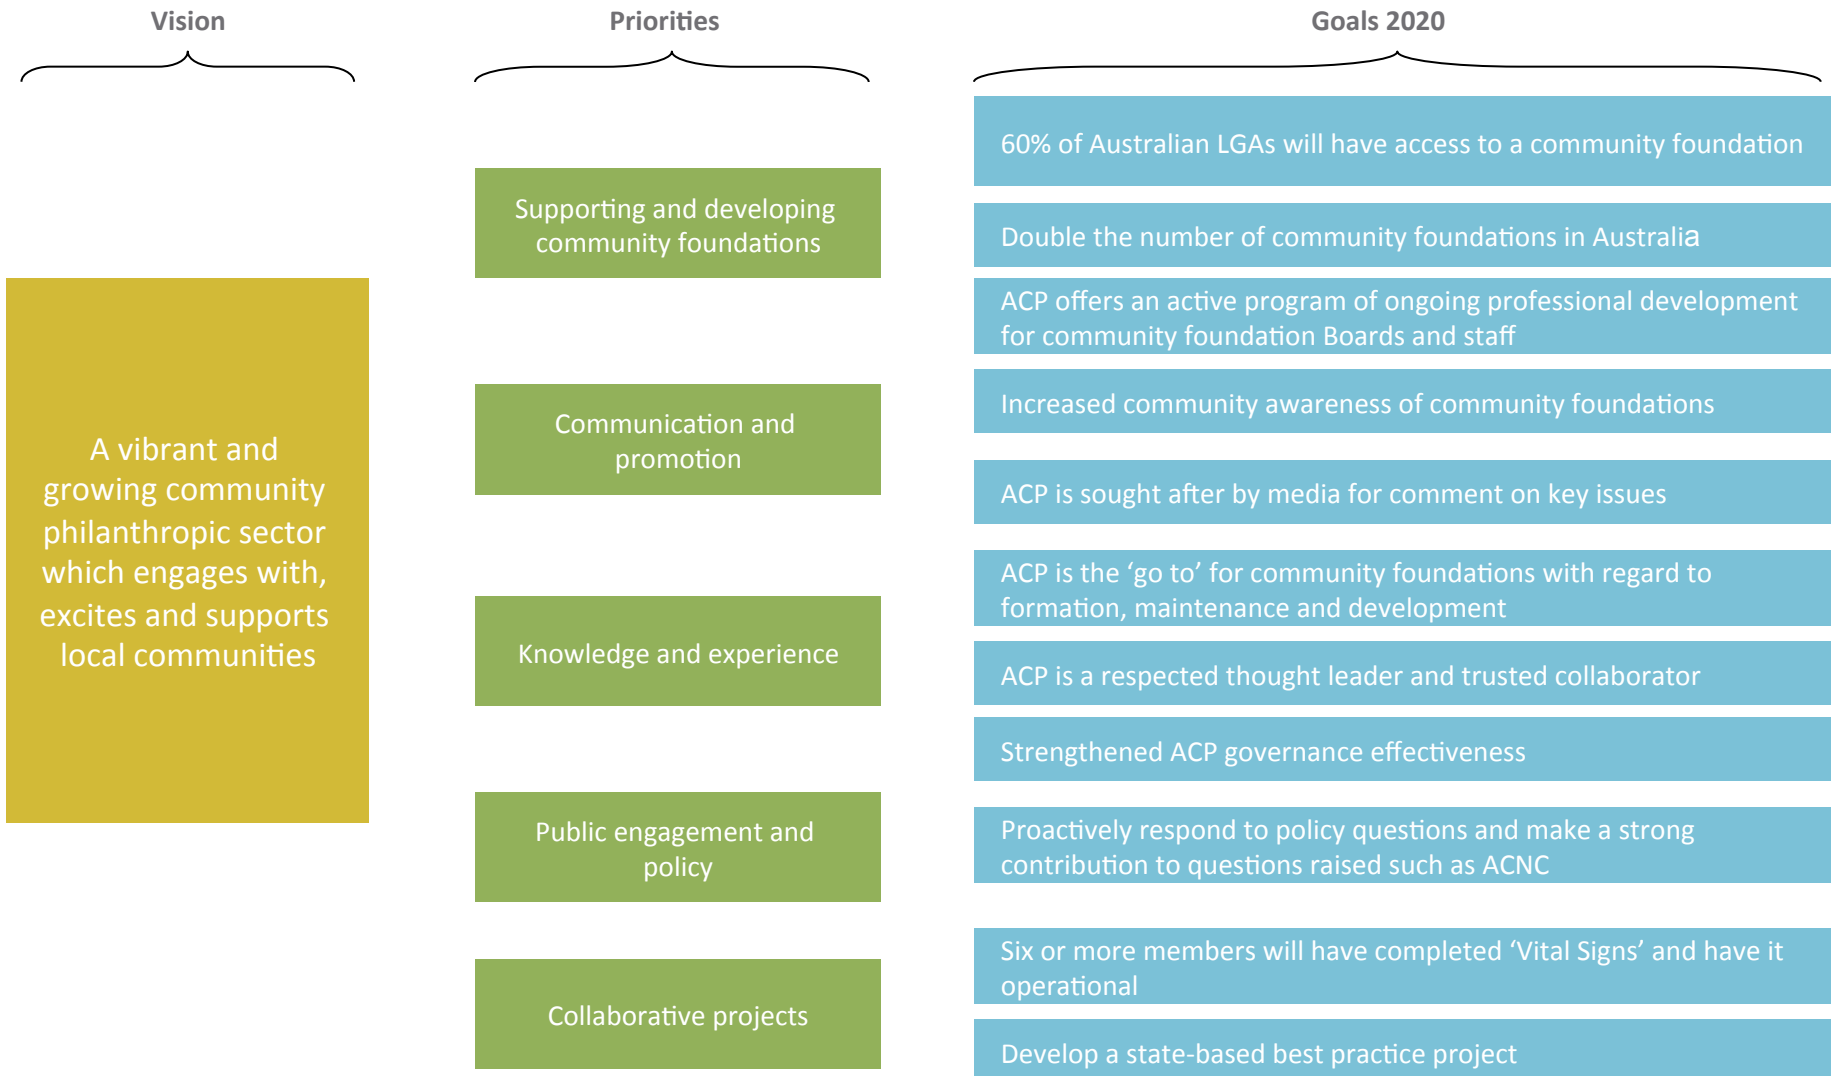 Vision
Priorities
Goals 2020
A vibrant and
growing community
philanthropic sector
which engages with,
excites and supports
local communities
Supporting and developing
community foundations
Communication and
promotion
Knowledge and experience
Public engagement and
policy
Collaborative projects
60% of Australian LGAs will have access to a community foundation
Double the number of community foundations in Australia
ACP offers an active program of ongoing professional development
for community foundation Boards and staff
Increased community awareness of community foundations
ACP is sought after by media for comment on key issues
ACP is the ‘go to’ for community foundations with regard to
formation, maintenance and development
ACP is a respected thought leader and trusted collaborator
Strengthened ACP governance effectiveness
Proactively respond to policy questions and make a strong
contribution to questions raised such as ACNC
Six or more members will have completed ‘Vital Signs’ and have it
operational
Develop a state-based best practice project